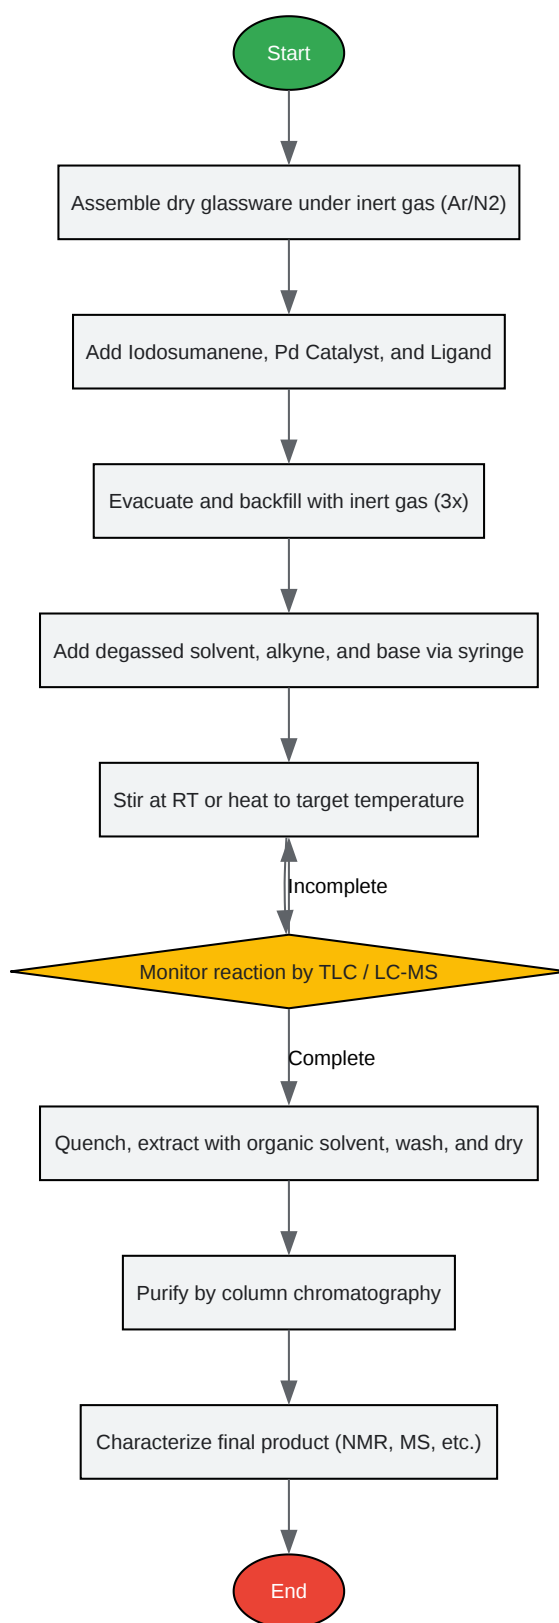 Start
Assemble dry glassware under inert gas (Ar/N2)
Add Iodosumanene, Pd Catalyst, and Ligand
Evacuate and backfill with inert gas (3x)
Add degassed solvent, alkyne, and base via syringe
Stir at RT or heat to target temperature
Incomplete
Monitor reaction by TLC / LC-MS
Complete
Quench, extract with organic solvent, wash, and dry
Purify by column chromatography
Characterize final product (NMR, MS, etc.)
End